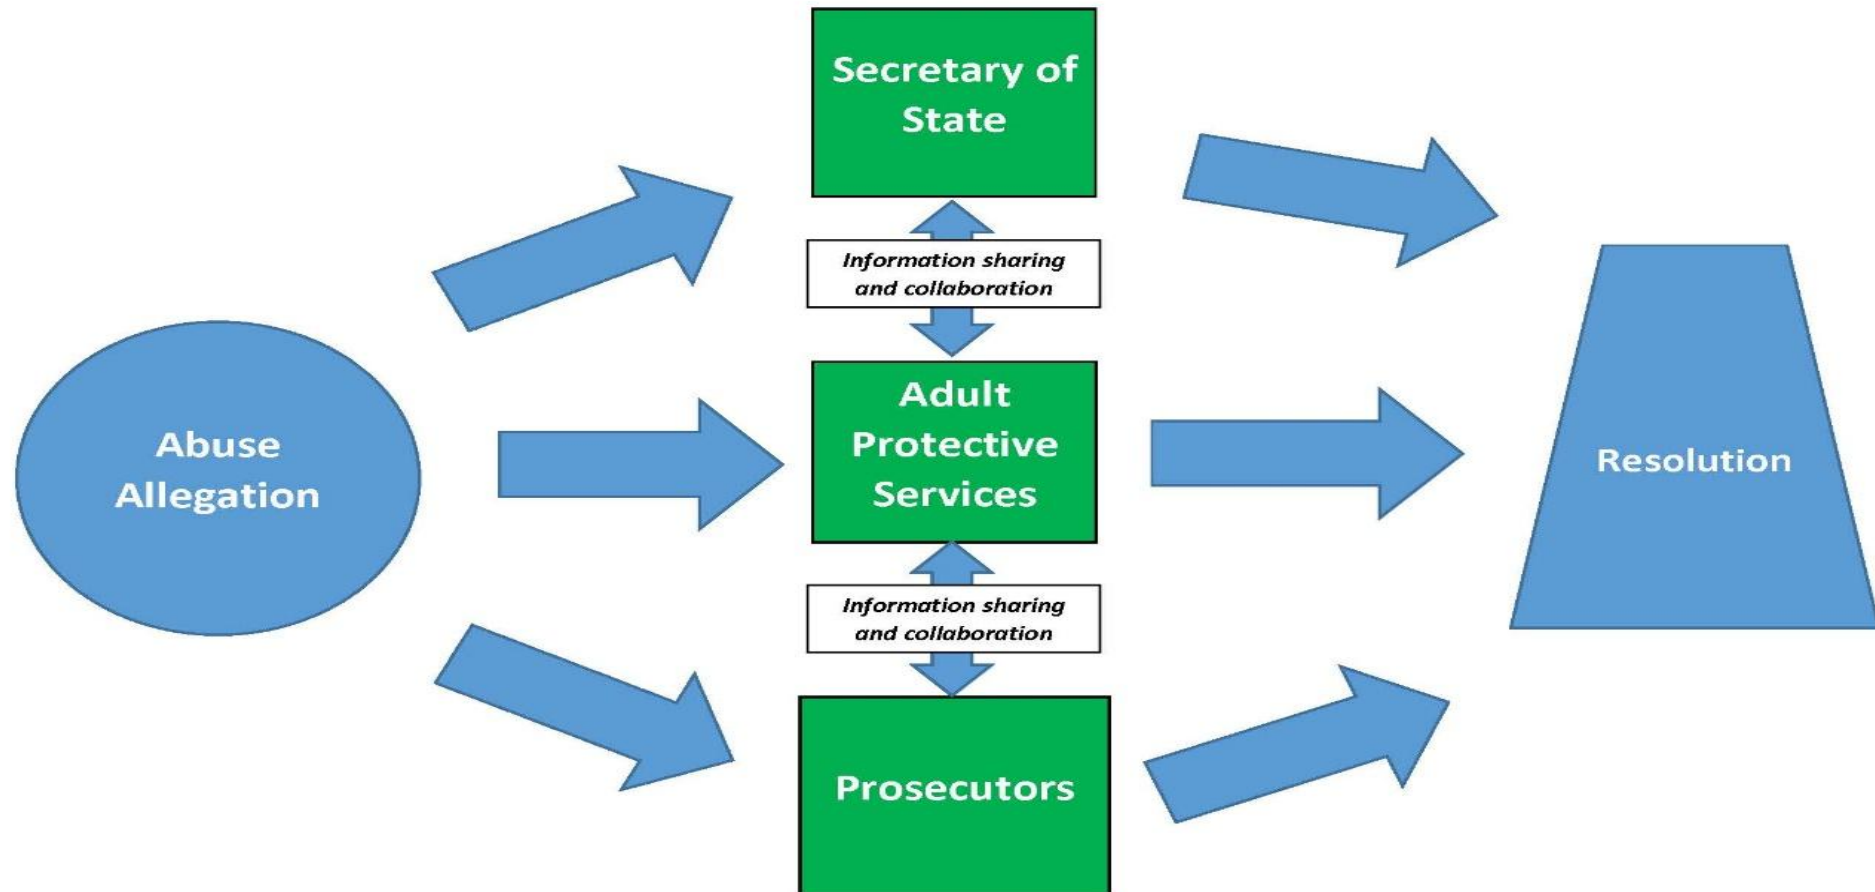 Secretary of
State
Information sharing
and collaboration
Abuse
Allegation
Adult
Protective
Services
Resolution
Information sharing
and collaboration
Prosecutors